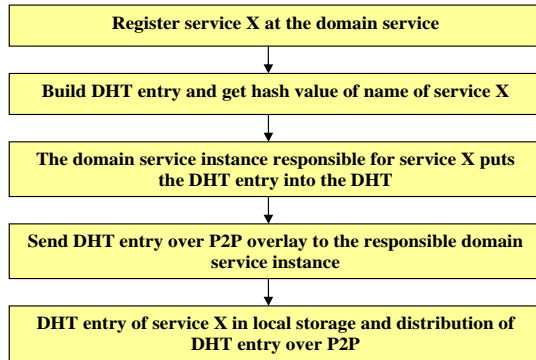 Register service X at the domain service
Build DHT entry and get hash value of name of service X
The domain service instance responsible for service X puts
the DHT entry into the DHT
Send DHT entry over P2P overlay to the responsible domain
service instance
DHT entry of service X in local storage and distribution of
DHT entry over P2P